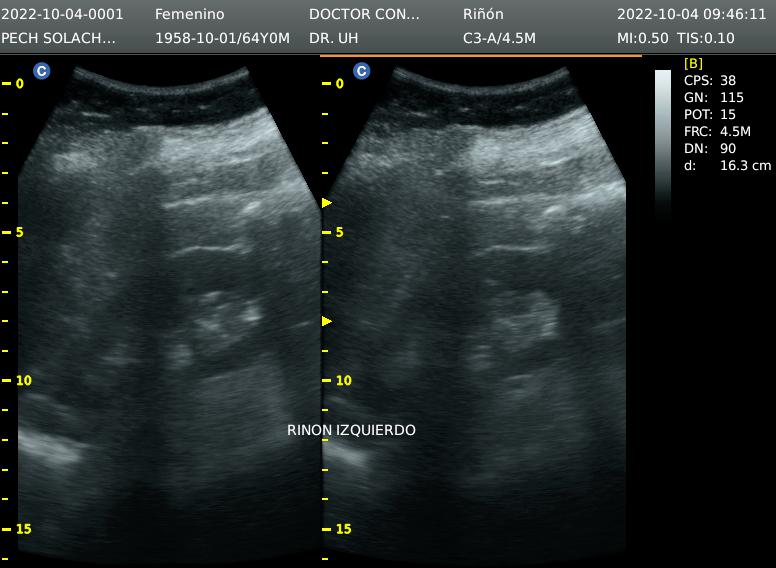 2022-10-04-0001 Femenino DOCTOR CON... Riñón 2022-10-04 09:46:11
PECH SOLACH... 1958-10-01/64Y0M DR. UH C3-A/4.5M MI:0.50 TIS:0.10
C C
[B]
CPS: 38
GN: 115
POT: 15
FRC: 4.5M
DN: 90
d: 16.3 cm
0 0
5 5
10 10
RINON IZQUIERDO
15 15